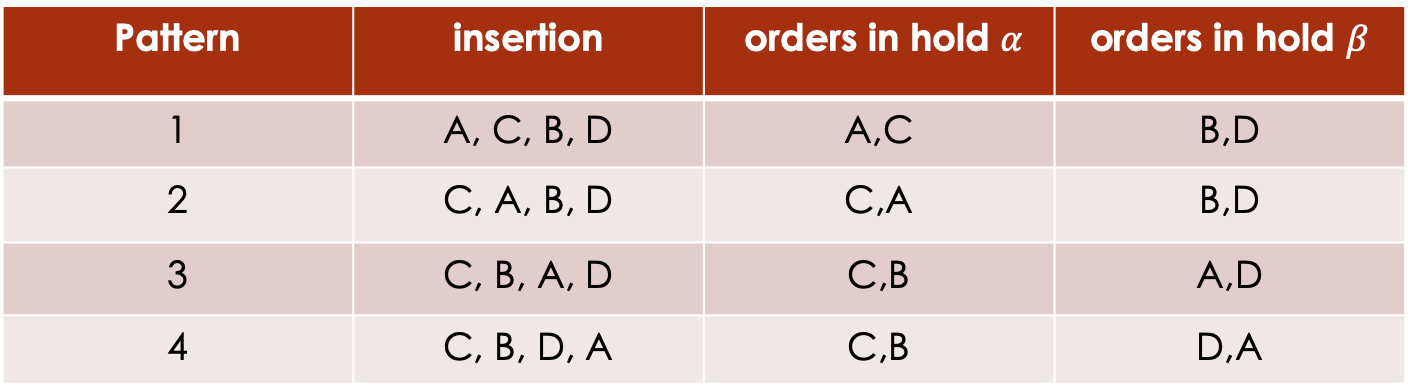 Pattern insertion orders in hold α orders in hold β
1 A, C, B, D A,C B,D
2 C, A, B, D C,A B,D
3 C, B, A, D C,B A,D
4 C, B, D, A C,B D,A